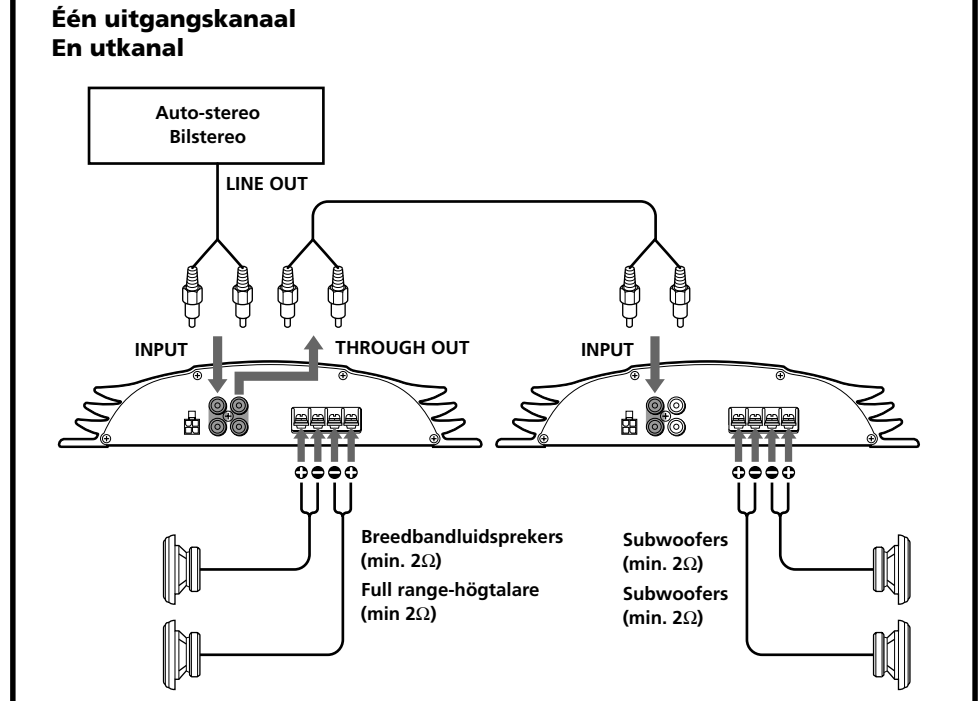 Één uitgangskanaal
En utkanal
Auto-stereo
Bilstereo
LINE OUT
INPUT
THROUGH OUT
INPUT
Breedbandluidsprekers
(min. 2Ω)
Full range-högtalare
(min 2Ω)
Subwoofers
(min. 2Ω)
Subwoofers
(min. 2Ω)